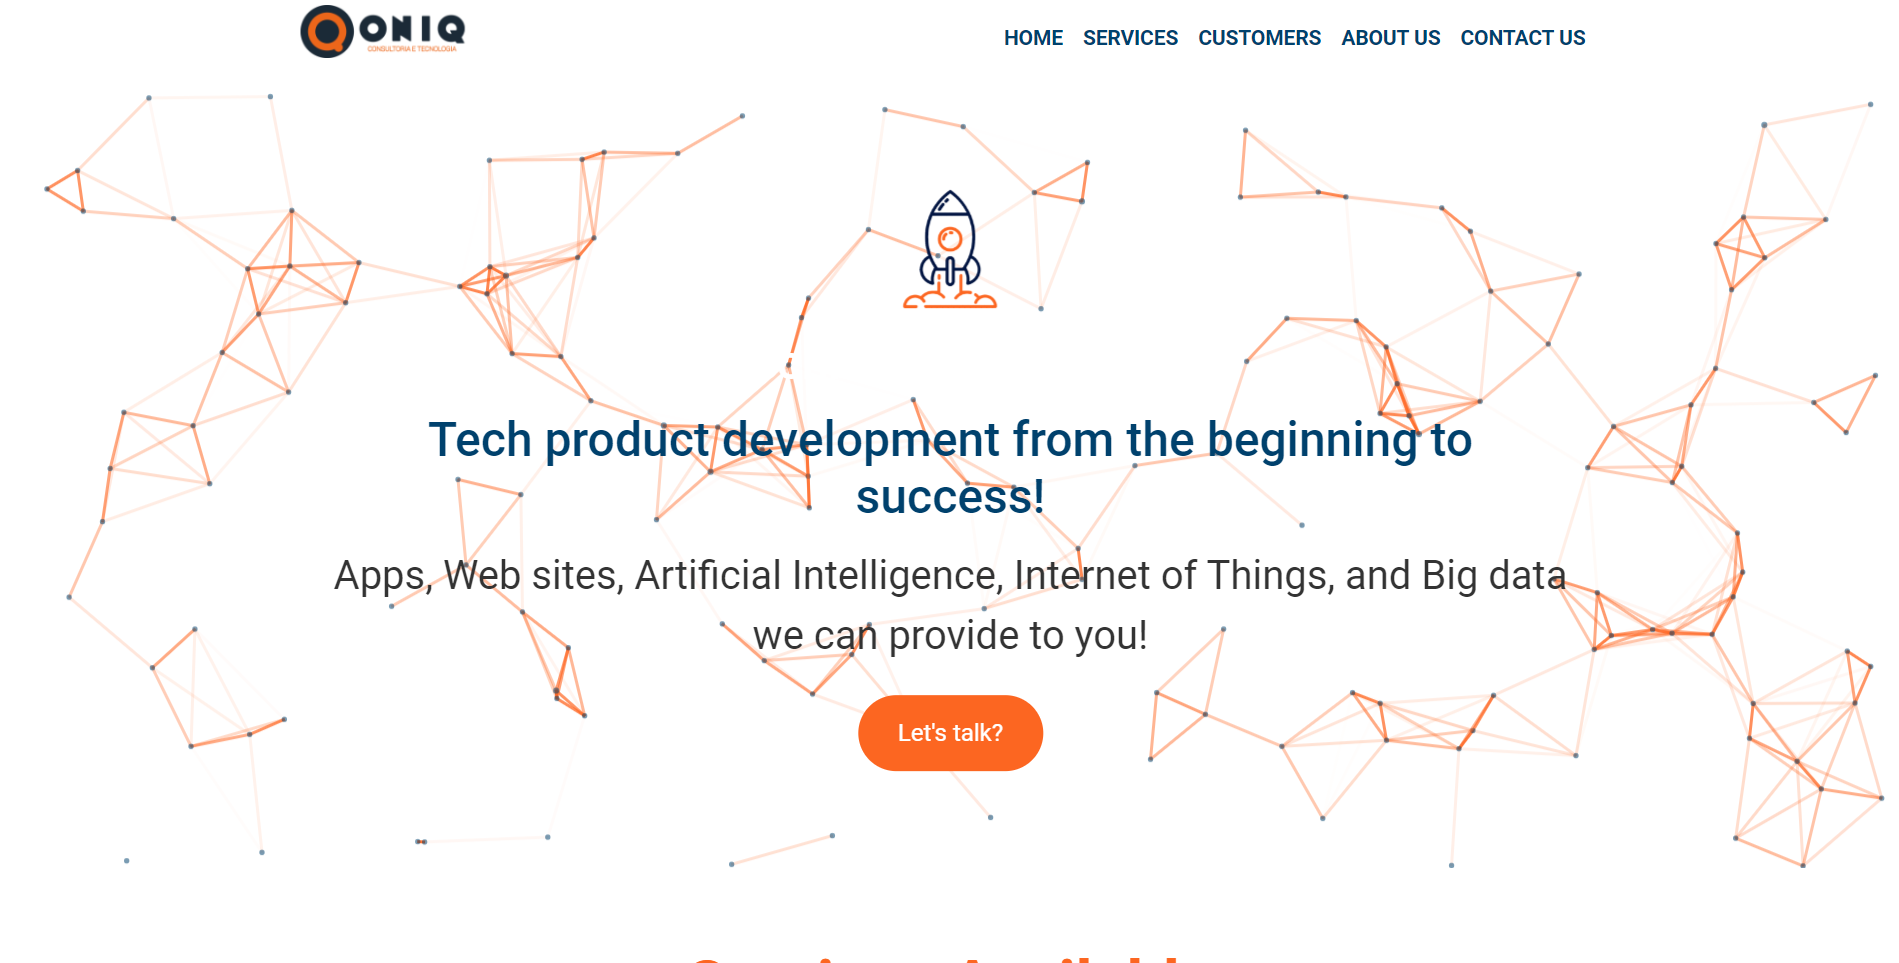 QONIQ
CONSULTORIA E TECNOLOGIA
HOME SERVICES CUSTOMERS ABOUT US CONTACT US
Tech product development from the beginning to
success!
Apps, Web sites, Artificial Intelligence, Internet of Things, and Big data
we can provide to you!
Let's talk?